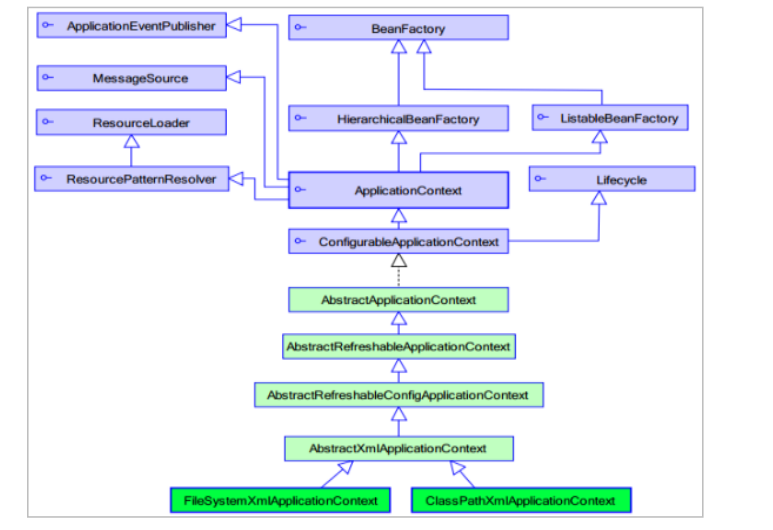 ApplicationEventPublisher
BeanFactory
MessageSource
ResourceLoader
HierarchicalBeanFactory
ListableBeanFactory
ResourcePatternResolver
ApplicationContext
Lifecycle
ConfigurableApplicationContext
AbstractApplicationContext
AbstractRefreshableApplicationContext
AbstractRefreshableConfigApplicationContext
AbstractXmlApplicationContext
FileSystemXmlApplicationContext
ClassPathXmlApplicationContext